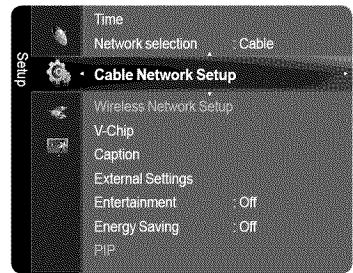 Setup
Time
Network selection : Cable
Cable Network Setup
Wireless Network Setup
V-Chip
Caption
External Settings
Entertainment : Off
Energy Saving : Off
PIP